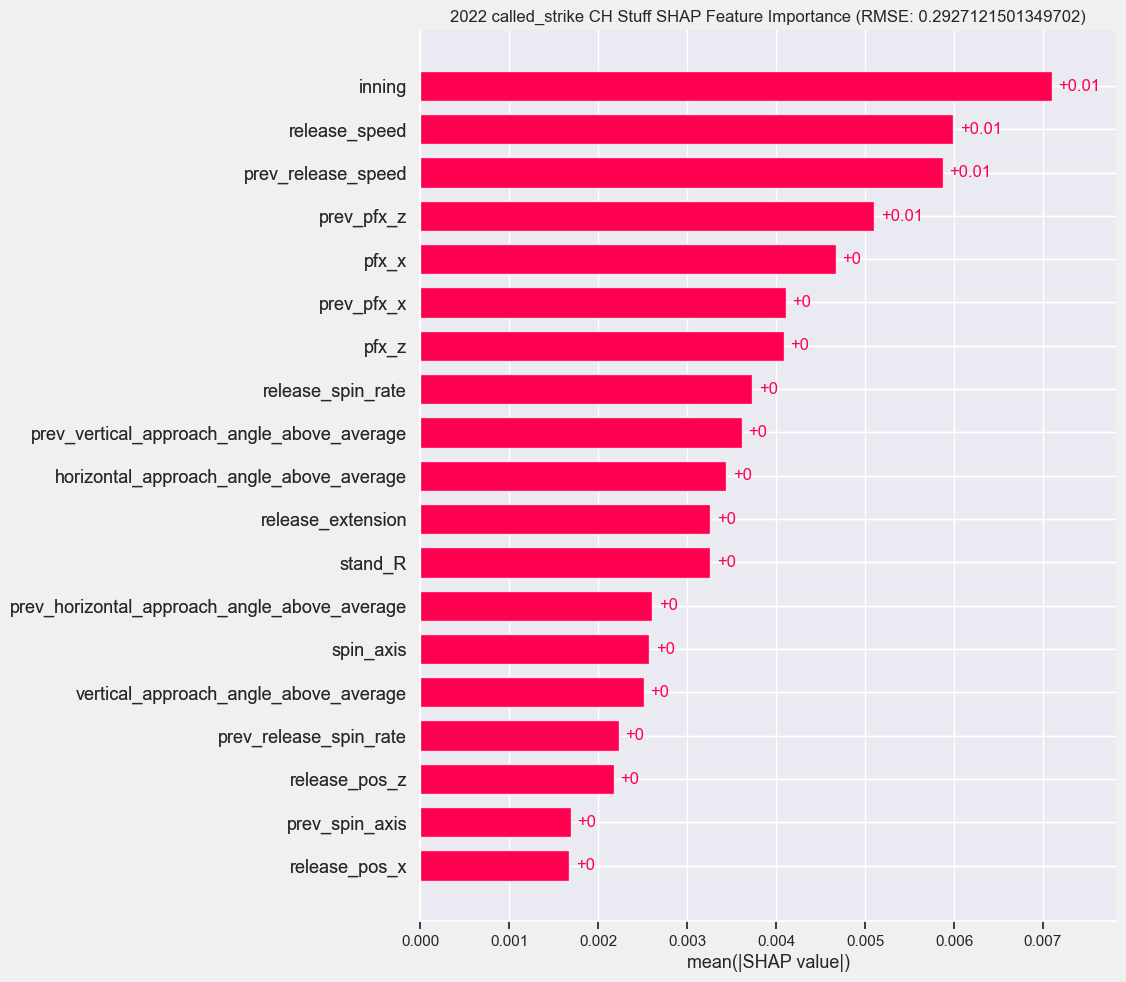 2022 called_strike CH Stuff SHAP Feature Importance (RMSE: 0.2927121501349702)
inning +0.01
release_speed +0.01
prev_release_speed +0.01
prev_pfx_z +0.01
pfx_x +0
prev_pfx_x +0
pfx_z +0
release_spin_rate +0
prev_vertical_approach_angle_above_average +0
horizontal_approach_angle_above_average +0
release_extension +0
stand_R +0
prev_horizontal_approach_angle_above_average +0
spin_axis +0
vertical_approach_angle_above_average +0
prev_release_spin_rate +0
release_pos_z +0
prev_spin_axis +0
release_pos_x +0
0.000 0.001 0.002 0.003 0.004 0.005 0.006 0.007
mean(|SHAP value|)